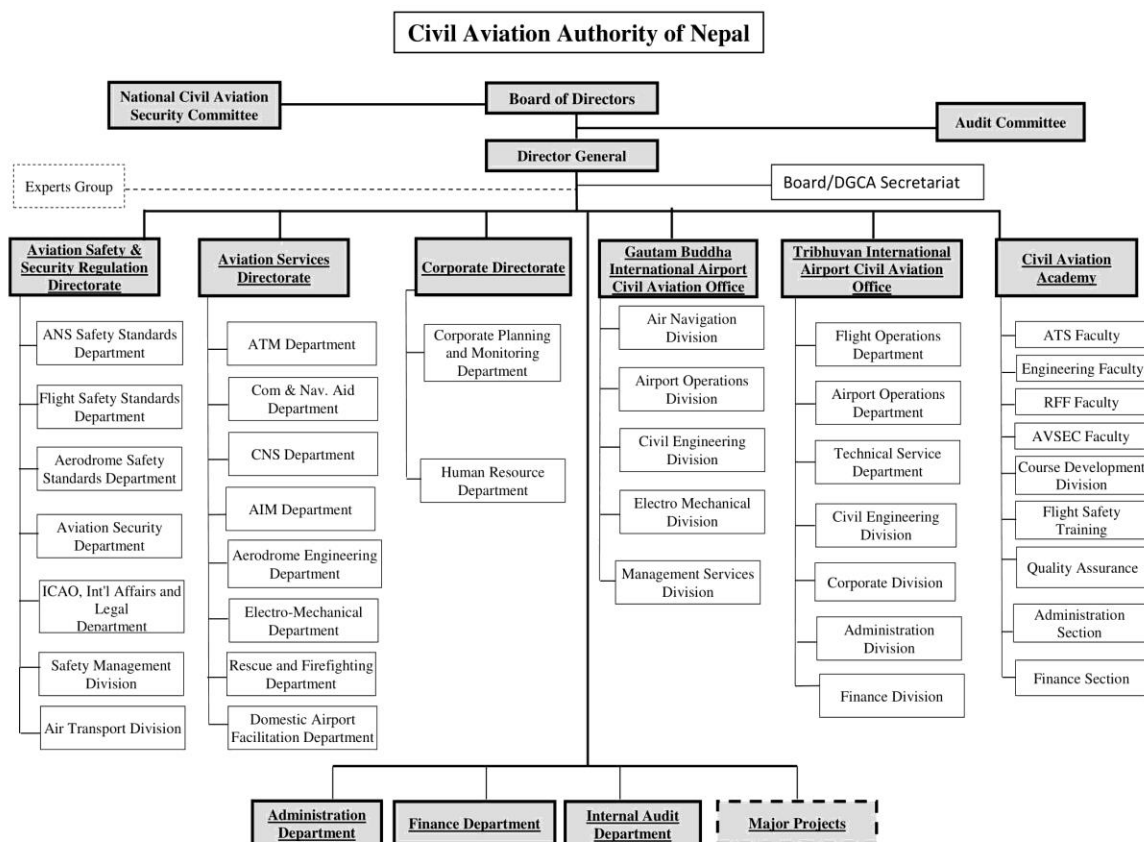 Civil Aviation Authority of Nepal
National Civil Aviation
Security Committee
Board of Directors
Audit Committee
Director General
Experts Group
Board/DGCA Secretariat
Aviation Safety &
Security Regulation
Directorate
ANS Safety Standards
Department
Flight Safety Standards
Department
Aerodrome Safety
Standards Department
Aviation Security
Department
ICAO, Int'l Affairs and
Legal
Department
Safety Management
Division
Air Transport Division
Aviation Services
Directorate
ATM Department
Com & Nav. Aid
Department
CNS Department
AIM Department
Aerodrome Engineering
Department
Electro-Mechanical
Department
Rescue and Firefighting
Department
Domestic Airport
Facilitation Department
Corporate Directorate
Corporate Planning
and Monitoring
Department
Human Resource
Department
Gautam Buddha
International Airport
Civil Aviation Office
Air Navigation
Division
Airport Operations
Division
Civil Engineering
Division
Electro Mechanical
Division
Management Services
Division
Tribhuvan International
Airport Civil Aviation
Office
Flight Operations
Department
Airport Operations
Department
Technical Service
Department
Civil Engineering
Division
Corporate Division
Administration
Division
Finance Division
Civil Aviation
Academy
ATS Faculty
Engineering Faculty
RFF Faculty
AVSEC Faculty
Course Development
Division
Flight Safety
Training
Quality Assurance
Administration
Section
Finance Section
Administration
Department
Finance Department
Internal Audit
Department
Major Projects